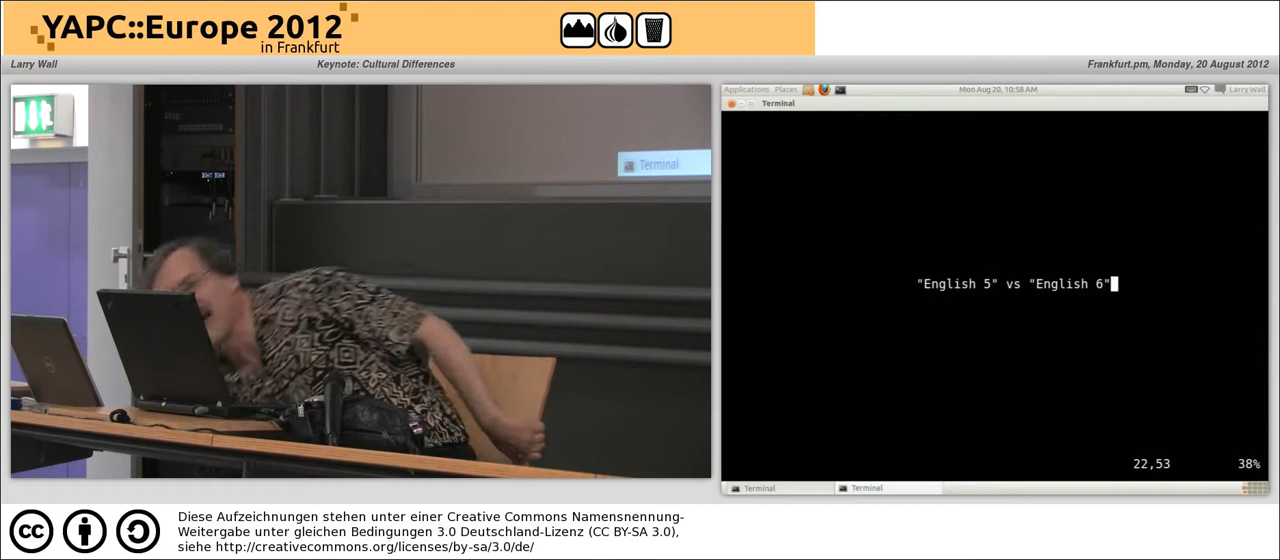 YAPC::Europe 2012
in Frankfurt
Larry Wall
Keynote: Cultural Differences
Frankfurt.pm, Monday, 20 August 2012
Terminal
Applications Places
Mon Aug 20, 10:58 AM
Larry Wall
Terminal
"English 5" vs "English 6"
22,53
38%
Terminal
Terminal
cc
Diese Aufzeichnungen stehen unter einer Creative Commons Namensnennung-
Weitergabe unter gleichen Bedingungen 3.0 Deutschland-Lizenz (CC BY-SA 3.0),
siehe http://creativecommons.org/licenses/by-sa/3.0/de/